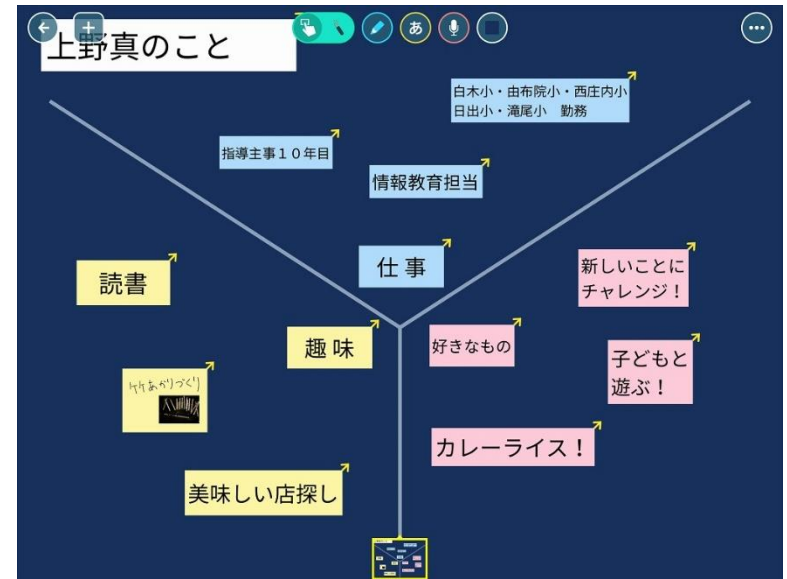 上野真のこと
あ
白木小・由布院小・西庄内小
日出小・滝尾小　勤務
指導主事１０年目
情報教育担当
仕 事
読書
趣 味
竹あかりづくり
美味しい店探し
好きなもの
新しいことに
チャレンジ！
子どもと
遊ぶ！
カレーライス！